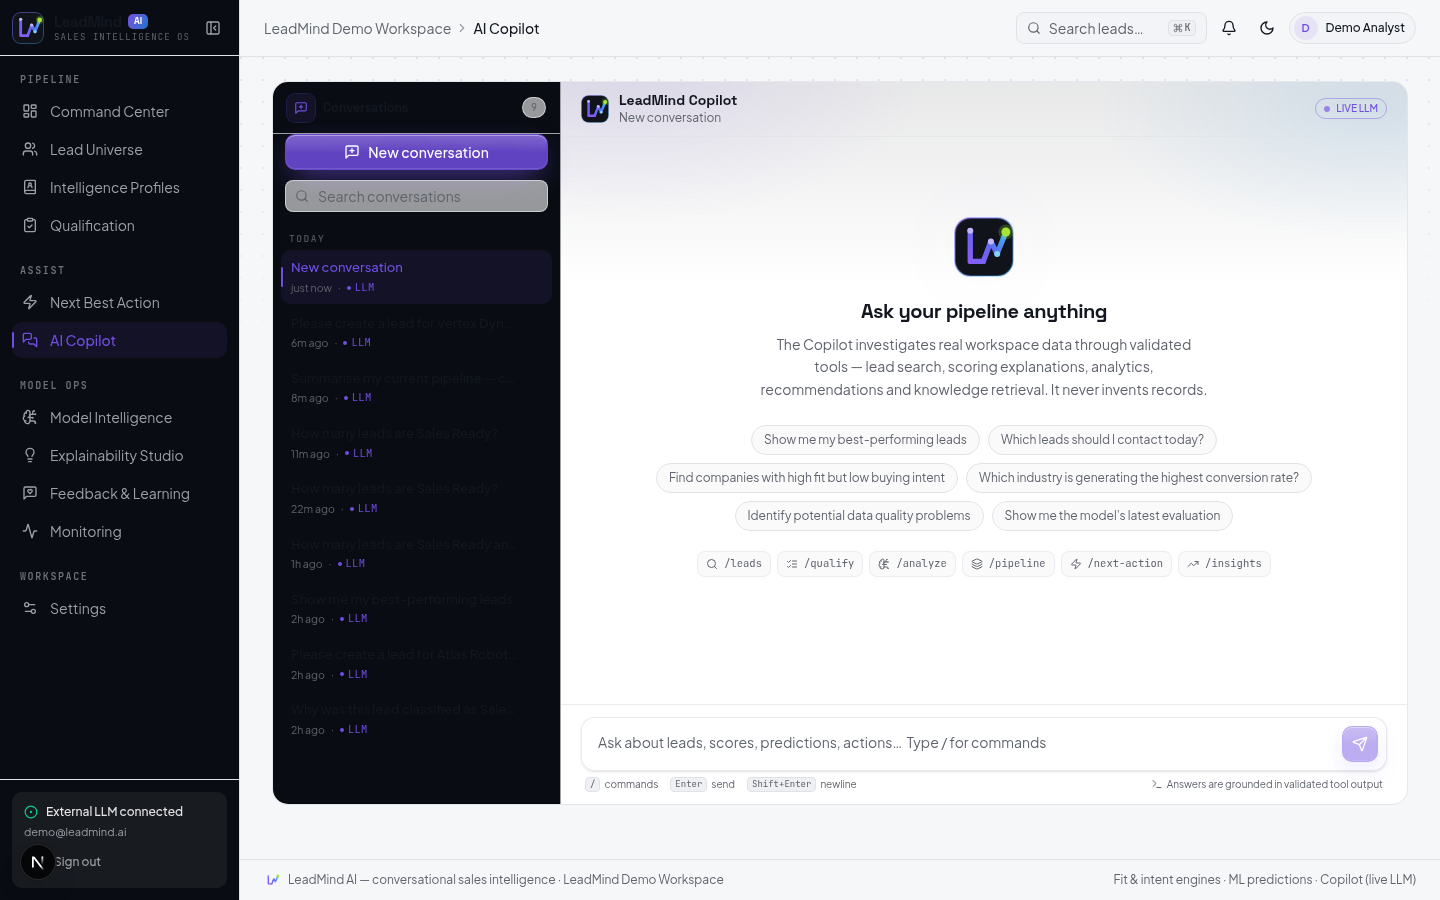 LeadMind AI
SALES INTELLIGENCE OS
PIPELINE
Command Center
Lead Universe
Intelligence Profiles
Qualification
ASSIST
Next Best Action
AI Copilot
MODEL OPS
Model Intelligence
Explainability Studio
Feedback & Learning
Monitoring
WORKSPACE
Settings
External LLM connected
demo@leadmind.ai
Sign out
LeadMind Demo Workspace > AI Copilot
Search leads... ⌘K
D Demo Analyst
Conversations 9
New conversation
Search conversations
TODAY
New conversation
just now · • LLM
Please create a lead for Vertex Dyn...
6m ago · • LLM
Summarise my current pipeline — c...
8m ago · • LLM
How many leads are Sales Ready?
11m ago · • LLM
How many leads are Sales Ready?
22m ago · • LLM
How many leads are Sales Ready an...
1h ago · • LLM
Show me my best-performing leads
2h ago · • LLM
Please create a lead for Atlas Robot...
2h ago · • LLM
Why was this lead classified as Sale...
2h ago · • LLM
LeadMind Copilot
New conversation
LIVE LLM
Ask your pipeline anything
The Copilot investigates real workspace data through validated
tools — lead search, scoring explanations, analytics,
recommendations and knowledge retrieval. It never invents records.
Show me my best-performing leads
Which leads should I contact today?
Find companies with high fit but low buying intent
Which industry is generating the highest conversion rate?
Identify potential data quality problems
Show me the model's latest evaluation
/leads /qualify /analyze /pipeline /next-action /insights
Ask about leads, scores, predictions, actions... Type / for commands
/ commands Enter send Shift+Enter newline
Answers are grounded in validated tool output
LeadMind AI — conversational sales intelligence · LeadMind Demo Workspace
Fit & intent engines · ML predictions · Copilot (live LLM)